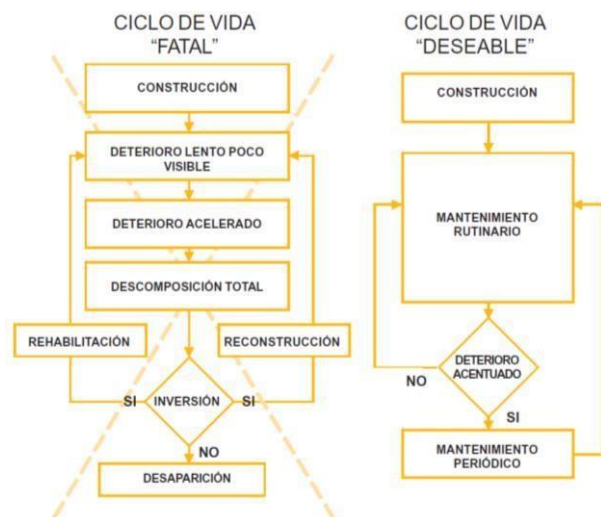 CICLO DE VIDA
“FATAL”
CONSTRUCCIÓN
DETERIORO LENTO POCO
VISIBLE
DETERIORO ACELERADO
DESCOMPOSICIÓN TOTAL
REHABILITACIÓN
RECONSTRUCCIÓN
SI
INVERSIÓN
SI
NO
DESAPARICIÓN
CICLO DE VIDA
“DESEABLE”
CONSTRUCCIÓN
MANTENIMIENTO
RUTINARIO
DETERIORO
ACENTUADO
NO
SI
MANTENIMIENTO
PERIÓDICO